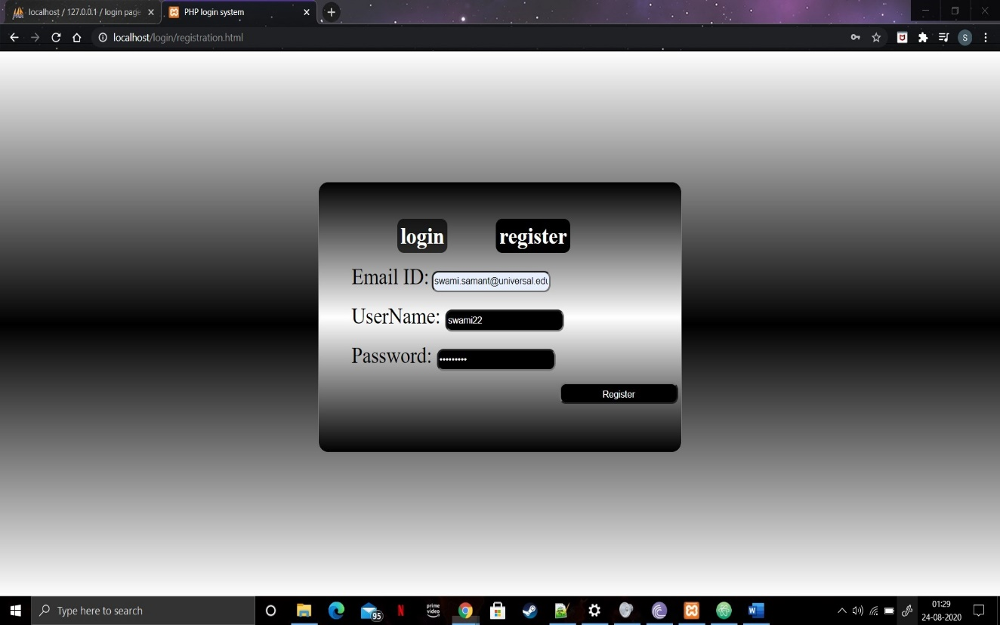 localhost / 127.0.0.1 / login page
PHP login system
localhost/login/registration.html
S
login register
Email ID: swami.samant@universal.edu
UserName: swami22
Password: •••••••••
Register
Type here to search
95
prime video
01:29
24-08-2020